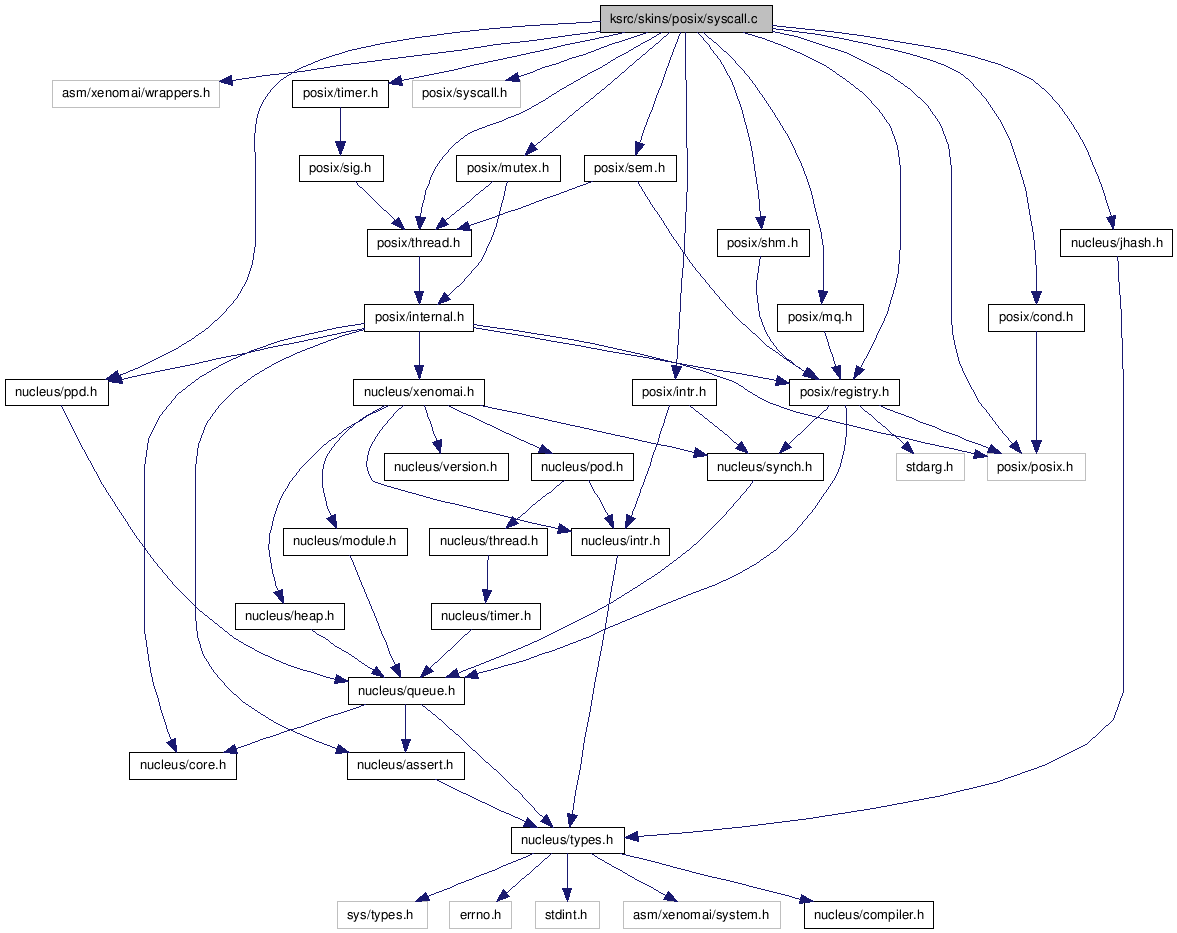 ksrc/skins/posix/syscall.c
asm/xenomai/wrappers.h
posix/timer.h
posix/syscall.h
posix/sig.h
posix/mutex.h
posix/sem.h
posix/thread.h
posix/shm.h
nucleus/jhash.h
posix/internal.h
posix/mq.h
posix/cond.h
nucleus/ppd.h
nucleus/xenomai.h
posix/intr.h
posix/registry.h
nucleus/version.h
nucleus/pod.h
nucleus/synch.h
stdarg.h
posix/posix.h
nucleus/module.h
nucleus/thread.h
nucleus/intr.h
nucleus/heap.h
nucleus/timer.h
nucleus/queue.h
nucleus/core.h
nucleus/assert.h
nucleus/types.h
sys/types.h
errno.h
stdint.h
asm/xenomai/system.h
nucleus/compiler.h